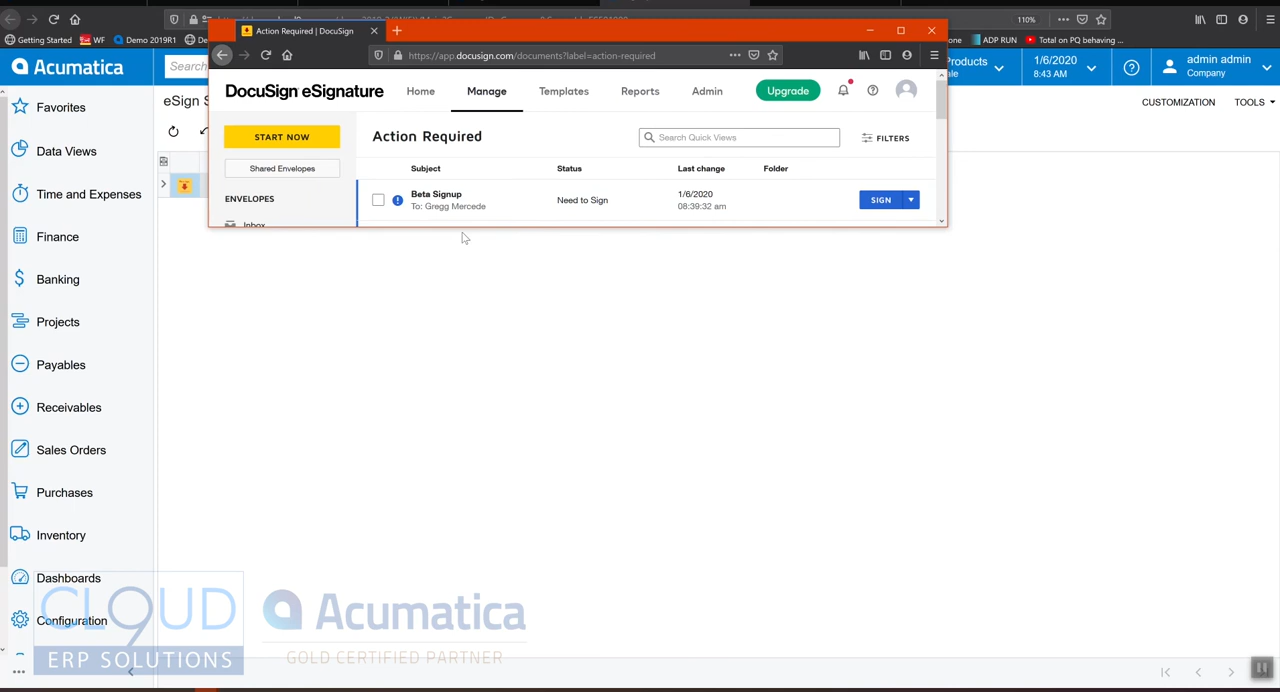 110%
Getting Started
WF
Demo 2019R1
ADP RUN
Total on PQ behaving ...
Action Required | DocuSign
https://app.docusign.com/documents?label=action-required
Acumatica
Search
Products
1/6/2020
8:43 AM
admin admin
Company
eSign S
CUSTOMIZATION
TOOLS
DocuSign eSignature
Home
Manage
Templates
Reports
Admin
Upgrade
START NOW
Shared Envelopes
ENVELOPES
Inbox
Action Required
Search Quick Views
FILTERS
Subject
Status
Last change
Folder
Beta Signup
To: Gregg Mercede
Need to Sign
1/6/2020
08:39:32 am
SIGN
Favorites
Data Views
Time and Expenses
Finance
Banking
Projects
Payables
Receivables
Sales Orders
Purchases
Inventory
Dashboards
Configuration
CL9UD
ERP SOLUTIONS
Acumatica
GOLD CERTIFIED PARTNER